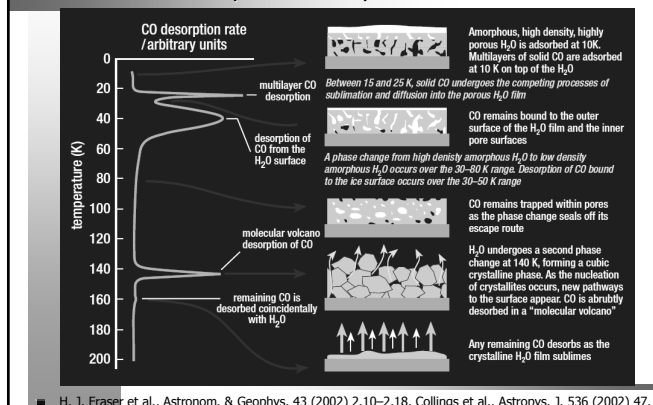 CO desorption rate
/arbitrary units
temperature (K)
0
20
40
60
80
100
120
140
160
180
200
multilayer CO
desorption
desorption of
CO from the
H₂O surface
molecular volcano
desorption of CO
remaining CO is
desorbed coincidentally
with H₂O
Amorphous, high density, highly
porous H₂O is adsorbed at 10K.
Multilayers of solid CO are adsorbed
at 10 K on top of the H₂O
Between 15 and 25 K, solid CO undergoes the competing processes of
sublimation and diffusion into the porous H₂O film
CO remains bound to the outer
surface of the H₂O film and the inner
pore surfaces
A phase change from high denisty amorphous H₂O to low density
amorphous H₂O occurs over the 30–80 K range. Desorption of CO bound
to the ice surface occurs over the 30–50 K range
CO remains trapped within pores
as the phase change seals off its
escape route
H₂O undergoes a second phase
change at 140 K, forming a cubic
crystalline phase. As the nucleation
of crystallites occurs, new pathways
to the surface appear. CO is abrubtly
desorbed in a “molecular volcano”
Any remaining CO desorbs as the
crystalline H₂O film sublimes
H. J. Fraser et al., Astronom. & Geophys. 43 (2002) 2.10–2.18, Collings et al., Astropys. J. 536 (2002) 47.